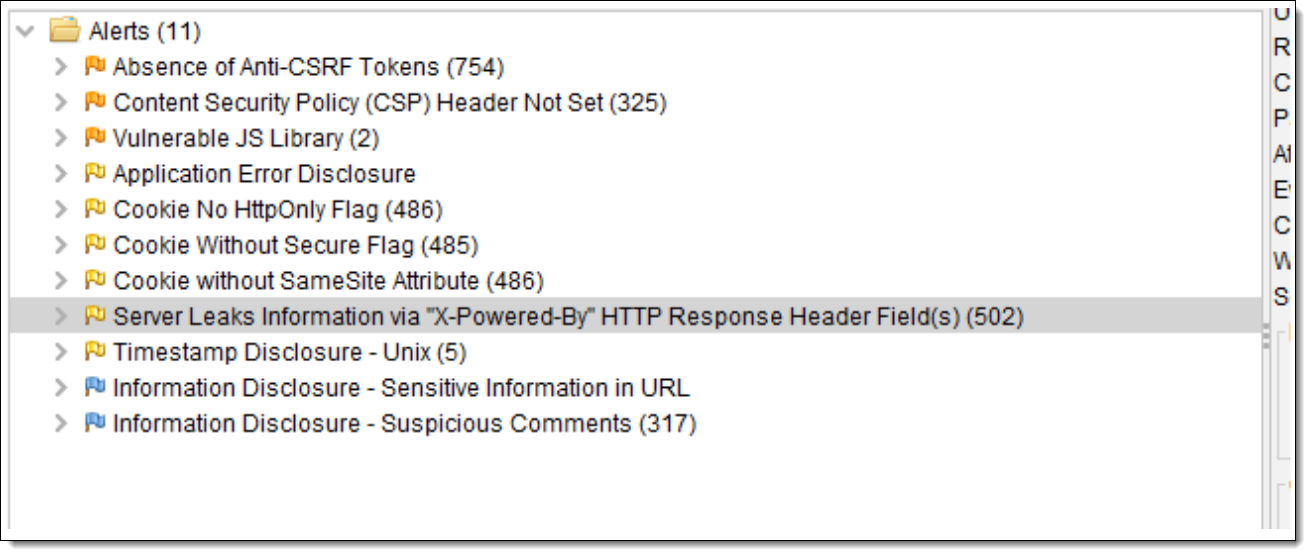 Alerts (11)
Absence of Anti-CSRF Tokens (754)
Content Security Policy (CSP) Header Not Set (325)
Vulnerable JS Library (2)
Application Error Disclosure
Cookie No HttpOnly Flag (486)
Cookie Without Secure Flag (485)
Cookie without SameSite Attribute (486)
Server Leaks Information via "X-Powered-By" HTTP Response Header Field(s) (502)
Timestamp Disclosure - Unix (5)
Information Disclosure - Sensitive Information in URL
Information Disclosure - Suspicious Comments (317)